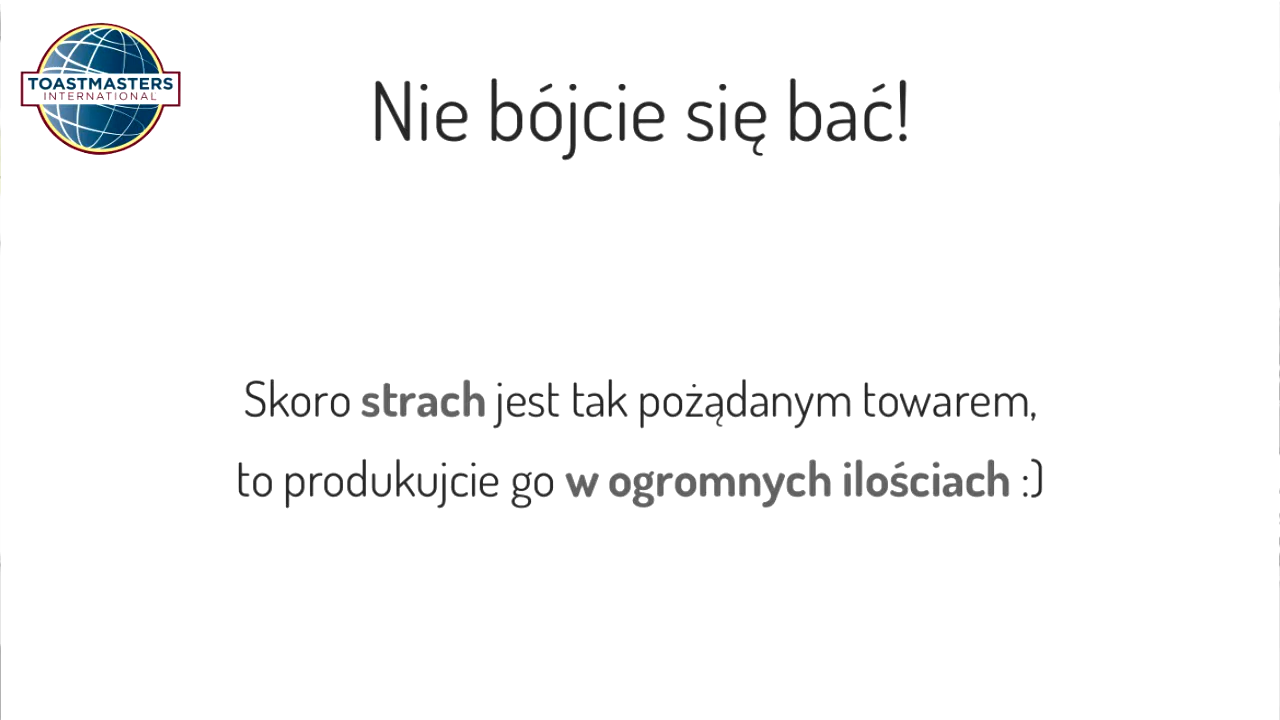 TOASTMASTERS
INTERNATIONAL
Nie bójcie się bać!
Skoro strach jest tak pożądanym towarem,
to produkujcie go w ogromnych ilościach :)